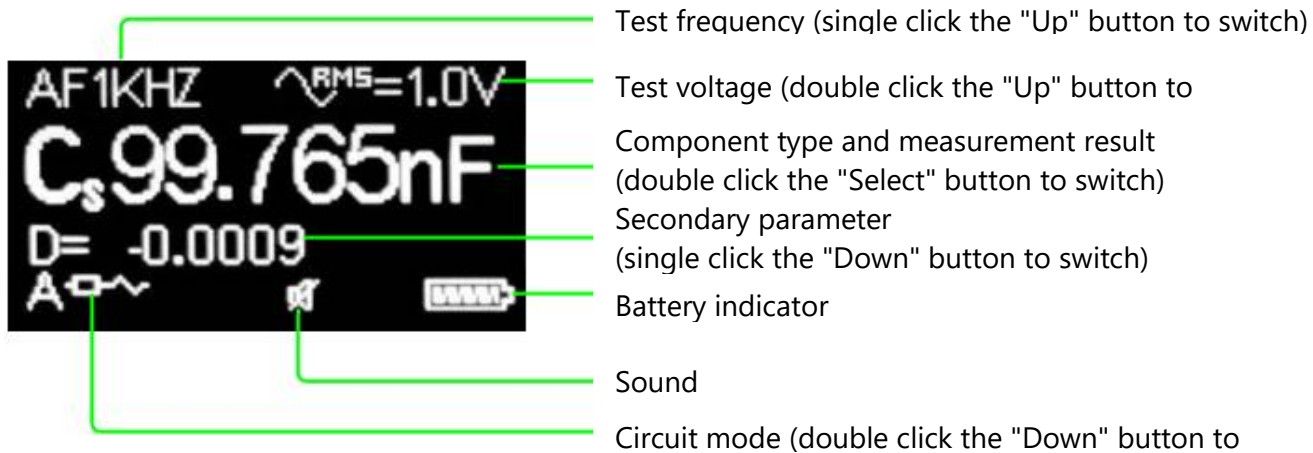 Test frequency (single click the "Up" button to switch)
AF1KHZ RMS=1.0V
Test voltage (double click the "Up" button to
Cs99.765nF
Component type and measurement result
(double click the "Select" button to switch)
D= -0.0009
Secondary parameter
(single click the "Down" button to switch)
A
Battery indicator
Sound
Circuit mode (double click the "Down" button to